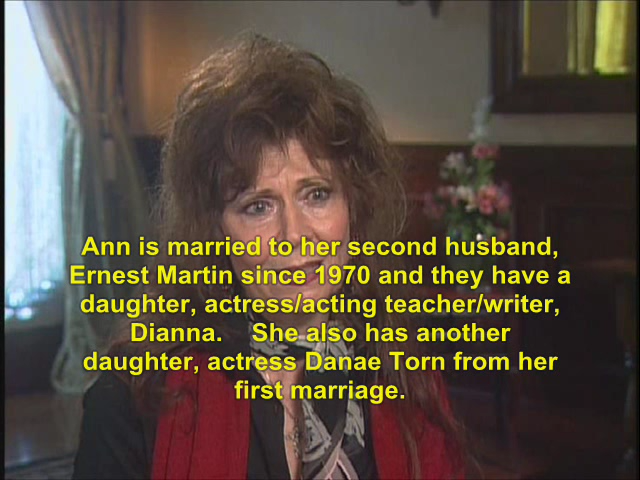 Ann is married to her second husband,
Ernest Martin since 1970 and they have a
daughter, actress/acting teacher/writer,
Dianna.    She also has another
daughter, actress Danae Torn from her
first marriage.